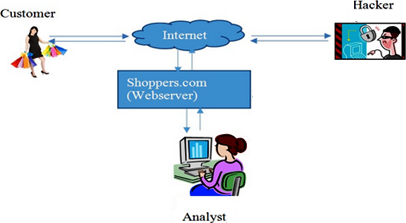 Customer
Hacker
Internet
Shoppers.com
(Webserver)
Analyst